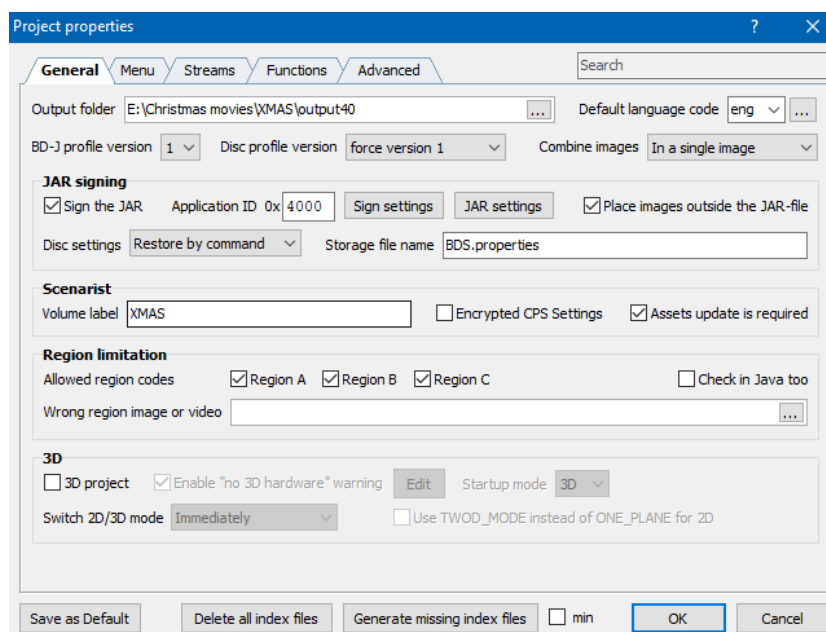 Project properties
General Menu Streams Functions Advanced Search
Output folder E:\Christmas movies\XMAS\output40 ... Default language code eng ...
BD-J profile version 1 Disc profile version force version 1 Combine images In a single image
JAR signing
Sign the JAR Application ID 0x 4000 Sign settings JAR settings Place images outside the JAR-file
Disc settings Restore by command Storage file name BDS.properties
Scenarist
Volume label XMAS Encrypted CPS Settings Assets update is required
Region limitation
Allowed region codes Region A Region B Region C Check in Java too
Wrong region image or video ...
3D
3D project Enable "no 3D hardware" warning Edit Startup mode 3D
Switch 2D/3D mode Immediately Use TWOD_MODE instead of ONE_PLANE for 2D
Save as Default Delete all index files Generate missing index files min OK Cancel